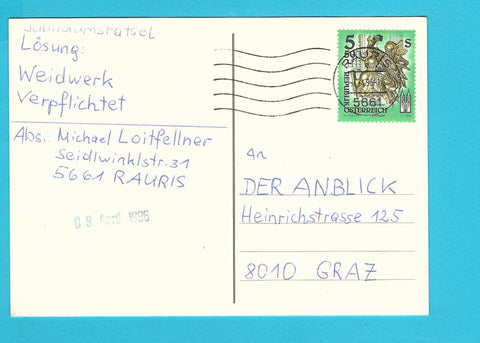 Jubiläumsrätsel
Lösung:
Weidwerk
verpflichtet
Abs.: Michael Loitfellner
Seidlwinklstr. 31
5661 RAURIS
09. April 1996
5
S
REPUBLIK
ÖSTERREICH
5661
An
DER ANBLICK
Heinrichstrasse 125
8010 GRAZ